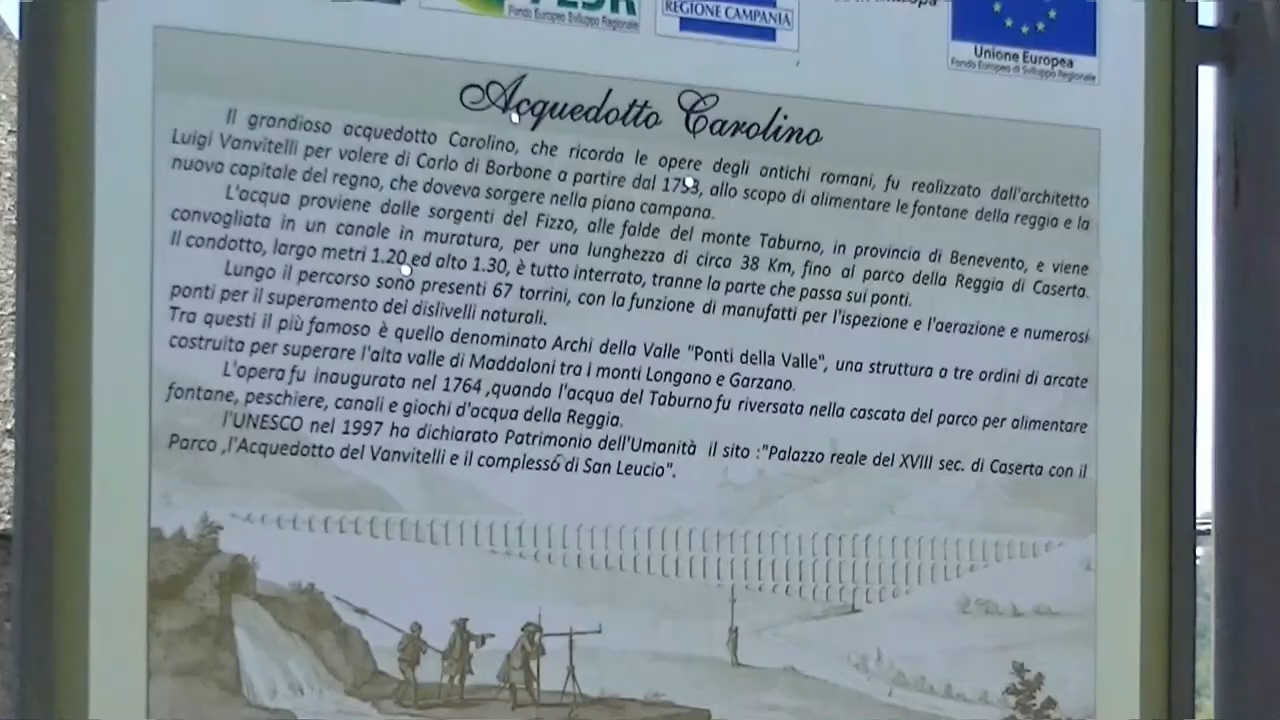 Fondo Europeo Sviluppo Regionale
REGIONE CAMPANIA
Unione Europea
Fondo Europeo di Sviluppo Regionale
Acquedotto Carolino
Il grandioso acquedotto Carolino, che ricorda le opere degli antichi romani, fu realizzato dall'architetto
Luigi Vanvitelli per volere di Carlo di Borbone a partire dal 1753, allo scopo di alimentare le fontane della reggia e la
nuova capitale del regno, che doveva sorgere nella piana campana.
L'acqua proviene dalle sorgenti del Fizzo, alle falde del monte Taburno, in provincia di Benevento, e viene
convogliata in un canale in muratura, per una lunghezza di circa 38 Km, fino al parco della Reggia di Caserta.
Il condotto, largo metri 1.20 ed alto 1.30, è tutto interrato, tranne la parte che passa sui ponti.
Lungo il percorso sono presenti 67 torrini, con la funzione di manufatti per l'ispezione e l'aerazione e numerosi
ponti per il superamento dei dislivelli naturali.
Tra questi il più famoso è quello denominato Archi della Valle "Ponti della Valle", una struttura a tre ordini di arcate
costruita per superare l'alta valle di Maddaloni tra i monti Longano e Garzano.
L'opera fu inaugurata nel 1764 ,quando l'acqua del Taburno fu riversata nella cascata del parco per alimentare
fontane, peschiere, canali e giochi d'acqua della Reggia.
l'UNESCO nel 1997 ha dichiarato Patrimonio dell'Umanità il sito :"Palazzo reale del XVIII sec. di Caserta con il
Parco ,l'Acquedotto del Vanvitelli e il complesso di San Leucio".